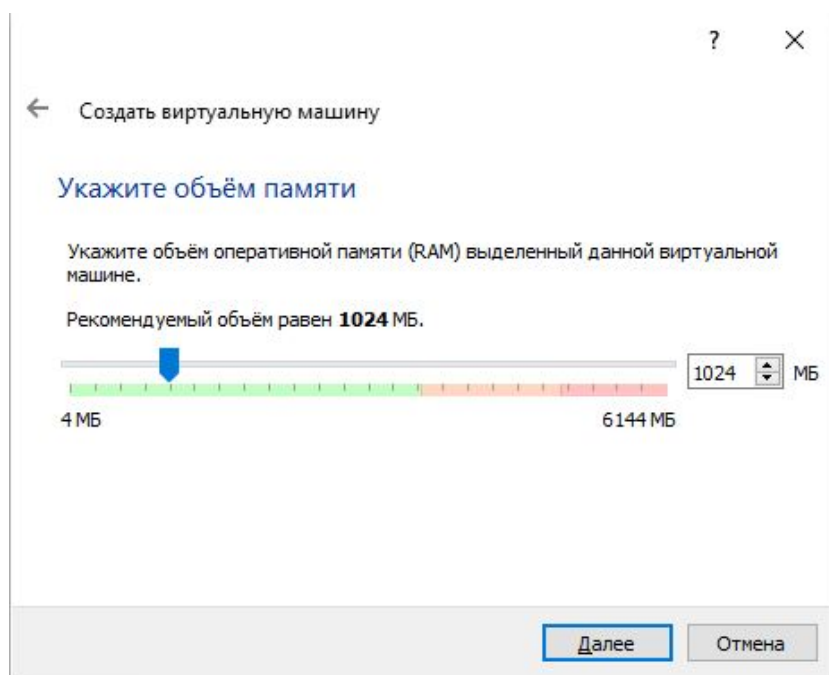 ?
Создать виртуальную машину
Укажите объём памяти
Укажите объём оперативной памяти (RAM) выделенный данной виртуальной
машине.
Рекомендуемый объём равен 1024 МБ.
1024 МБ
4 МБ 6144 МБ
Далее Отмена